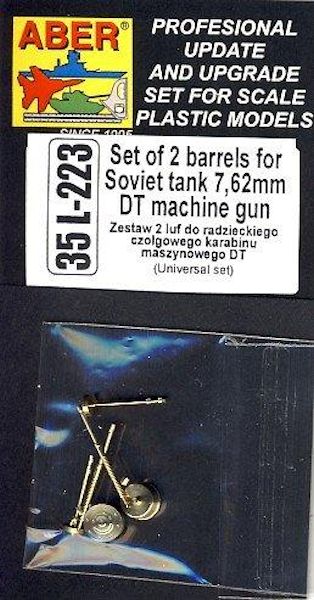 ABER®
SINCE 1995
PROFESIONAL
UPDATE
AND UPGRADE
SET FOR SCALE
PLASTIC MODELS
35 L-223
Set of 2 barrels for
Soviet tank 7,62mm
DT machine gun
Zestaw 2 luf do radzieckiego
czołgowego karabinu
maszynowego DT
(Universal set)